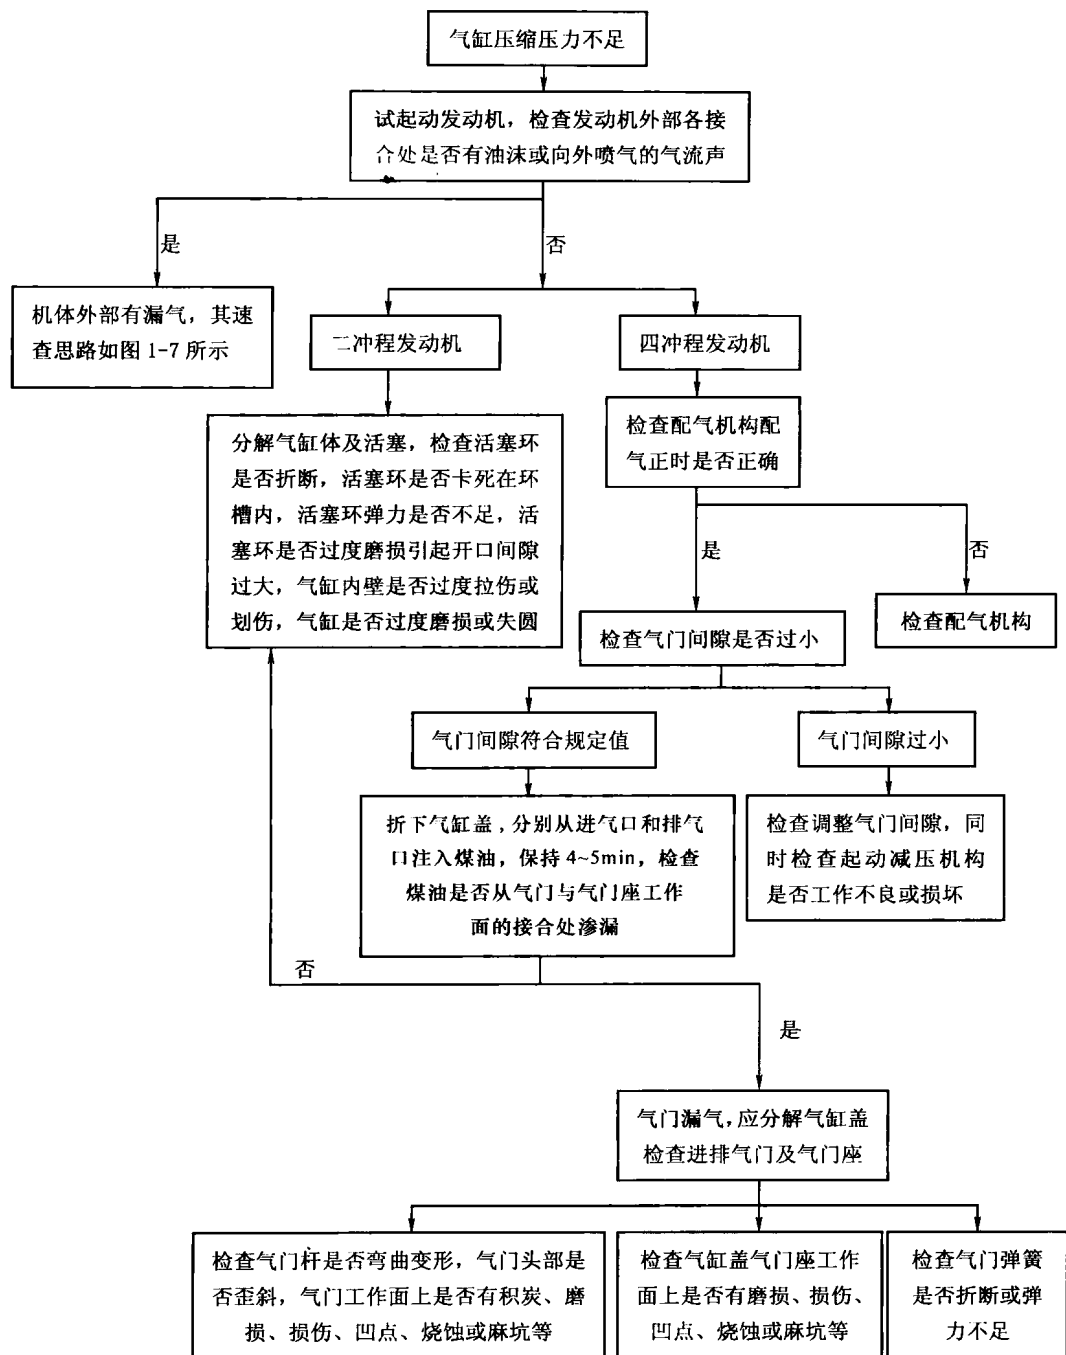 气缸压缩压力不足
试起动发动机，检查发动机外部各接
合处是否有油沫或向外喷气的气流声
是
否
机体外部有漏气，其速
查思路如图 1-7 所示
二冲程发动机
四冲程发动机
分解气缸体及活塞，检查活塞环
是否折断，活塞环是否卡死在环
槽内，活塞环弹力是否不足，活
塞环是否过度磨损引起开口间隙
过大，气缸内壁是否过度拉伤或
划伤，气缸是否过度磨损或失圆
检查配气机构配
气正时是否正确
是
否
检查气门间隙是否过小
检查配气机构
气门间隙符合规定值
气门间隙过小
折下气缸盖，分别从进气口和排气
口注入煤油，保持 4~5min，检查
煤油是否从气门与气门座工作
面的接合处渗漏
检查调整气门间隙，同
时检查起动减压机构
是否工作不良或损坏
否
是
气门漏气，应分解气缸盖
检查进排气门及气门座
检查气门杆是否弯曲变形，气门头部是
否歪斜，气门工作面上是否有积炭、磨
损、损伤、凹点、烧蚀或麻坑等
检查气缸盖气门座工作
面上是否有磨损、损伤、
凹点、烧蚀或麻坑等
检查气门弹簧
是否折断或弹
力不足